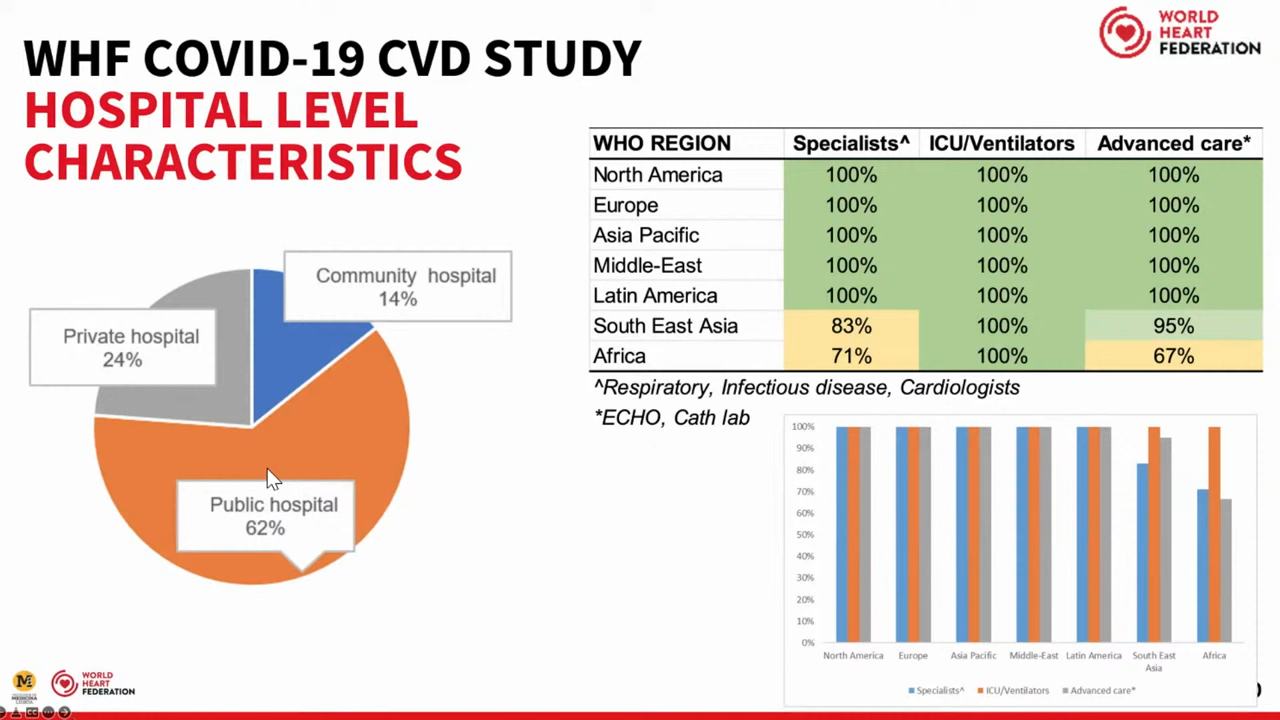 WHF COVID-19 CVD STUDY
HOSPITAL LEVEL
CHARACTERISTICS
WORLD
HEART
FEDERATION
Community hospital
14%
Private hospital
24%
Public hospital
62%
WHO REGION Specialists^ ICU/Ventilators Advanced care*
North America 100% 100% 100%
Europe 100% 100% 100%
Asia Pacific 100% 100% 100%
Middle-East 100% 100% 100%
Latin America 100% 100% 100%
South East Asia 83% 100% 95%
Africa 71% 100% 67%
^Respiratory, Infectious disease, Cardiologists
*ECHO, Cath lab
100%
90%
80%
70%
60%
50%
40%
30%
20%
10%
0%
North America Europe Asia Pacific Middle-East Latin America South East Africa
Asia
Specialists^ ICU/Ventilators Advanced care*
MEDICINA
LISBOA
WORLD
HEART
FEDERATION